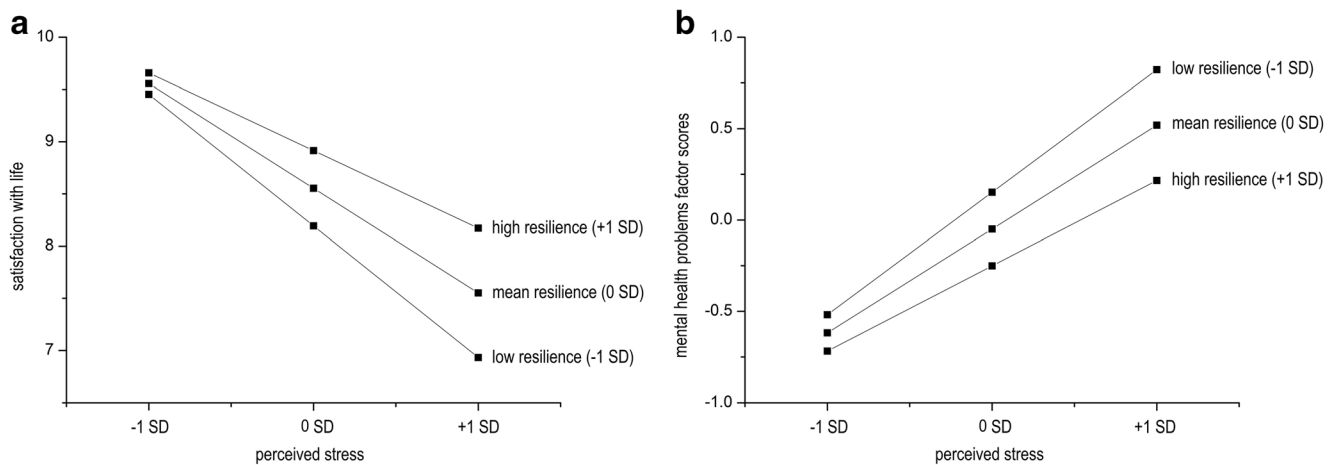 a
10
9
8
7
satisfaction with life
high resilience (+1 SD)
mean resilience (0 SD)
low resilience (-1 SD)
-1 SD
0 SD
+1 SD
perceived stress
b
1.0
0.5
0.0
-0.5
-1.0
mental health problems factor scores
low resilience (-1 SD)
mean resilience (0 SD)
high resilience (+1 SD)
-1 SD
0 SD
+1 SD
perceived stress